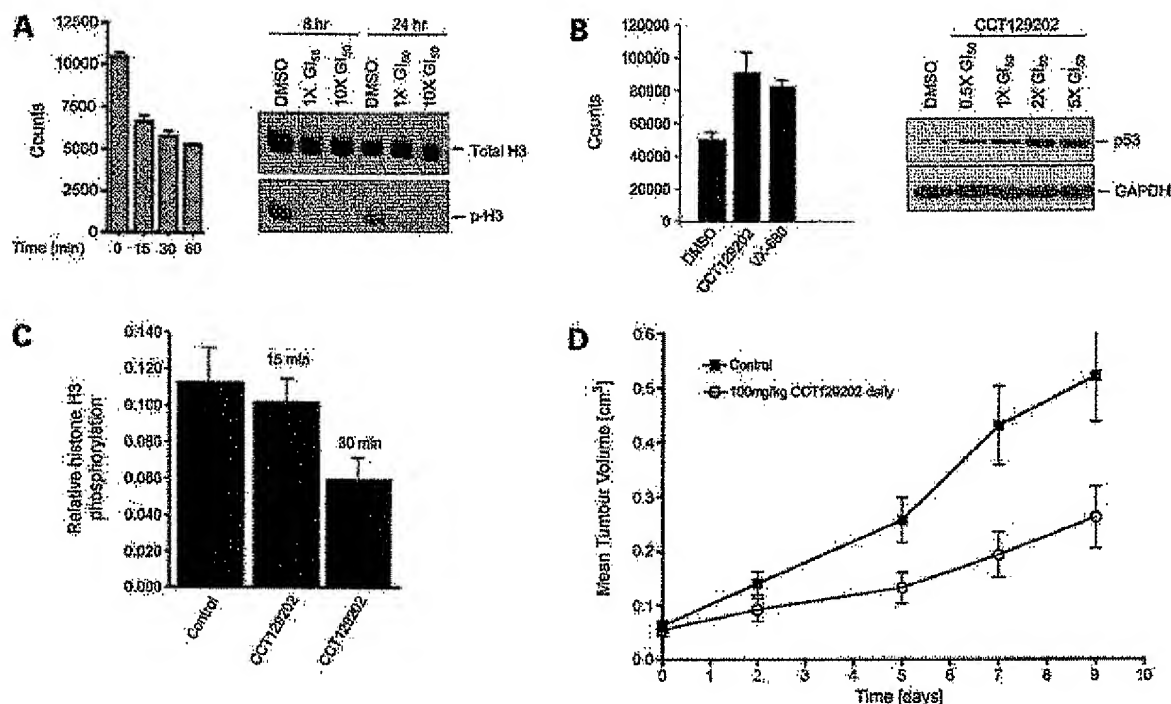 A
12500
10000
7500
5000
2500
0
Counts
Time (min) 0 15 30 60
8 hr 24 hr
DMSO 1X GI50 10X GI50 DMSO 1X GI50 10X GI50
Total H3
p-H3
B
120000
100000
80000
60000
40000
20000
0
Counts
DMSO CCT129202 VX-680
CCT129202
DMSO 0.5X GI50 1X GI50 2X GI50 5X GI50
p53
GAPDH
C
0.140
0.120
0.100
0.080
0.060
0.040
0.020
0.000
Relative histone H3
phosphorylation
15 min
30 min
Control CCT129202 CCT129202
D
0.6
0.5
0.4
0.3
0.2
0.1
0.0
Mean Tumour Volume [cm3]
Control
100mg/kg CCT129202 daily
0 1 2 3 4 5 6 7 8 9 10
Time [days]